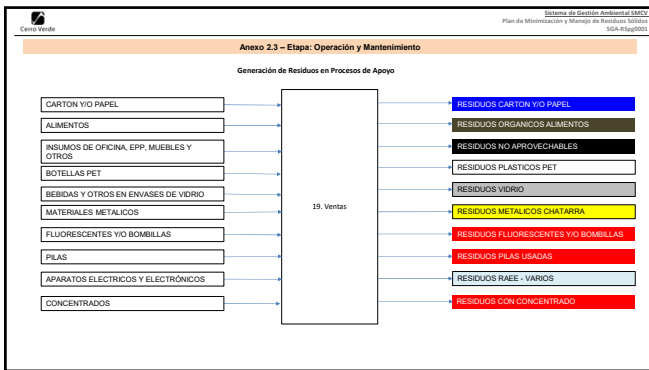 Sistema de Gestión Ambiental SMCV
Plan de Minimización y Manejo de Residuos Sólidos
SGA-RSpg0001
Cerro Verde
Anexo 2.3 – Etapa: Operación y Mantenimiento
Generación de Residuos en Procesos de Apoyo
CARTON Y/O PAPEL
RESIDUOS CARTON Y/O PAPEL
ALIMENTOS
RESIDUOS ORGANICOS ALIMENTOS
INSUMOS DE OFICINA, EPP, MUEBLES Y
OTROS
RESIDUOS NO APROVECHABLES
BOTELLAS PET
RESIDUOS PLASTICOS PET
BEBIDAS Y OTROS EN ENVASES DE VIDRIO
RESIDUOS VIDRIO
19. Ventas
MATERIALES METALICOS
RESIDUOS METALICOS CHATARRA
FLUORESCENTES Y/O BOMBILLAS
RESIDUOS FLUORESCENTES Y/O BOMBILLAS
PILAS
RESIDUOS PILAS USADAS
APARATOS ELECTRICOS Y ELECTRÓNICOS
RESIDUOS RAEE - VARIOS
CONCENTRADOS
RESIDUOS CON CONCENTRADO